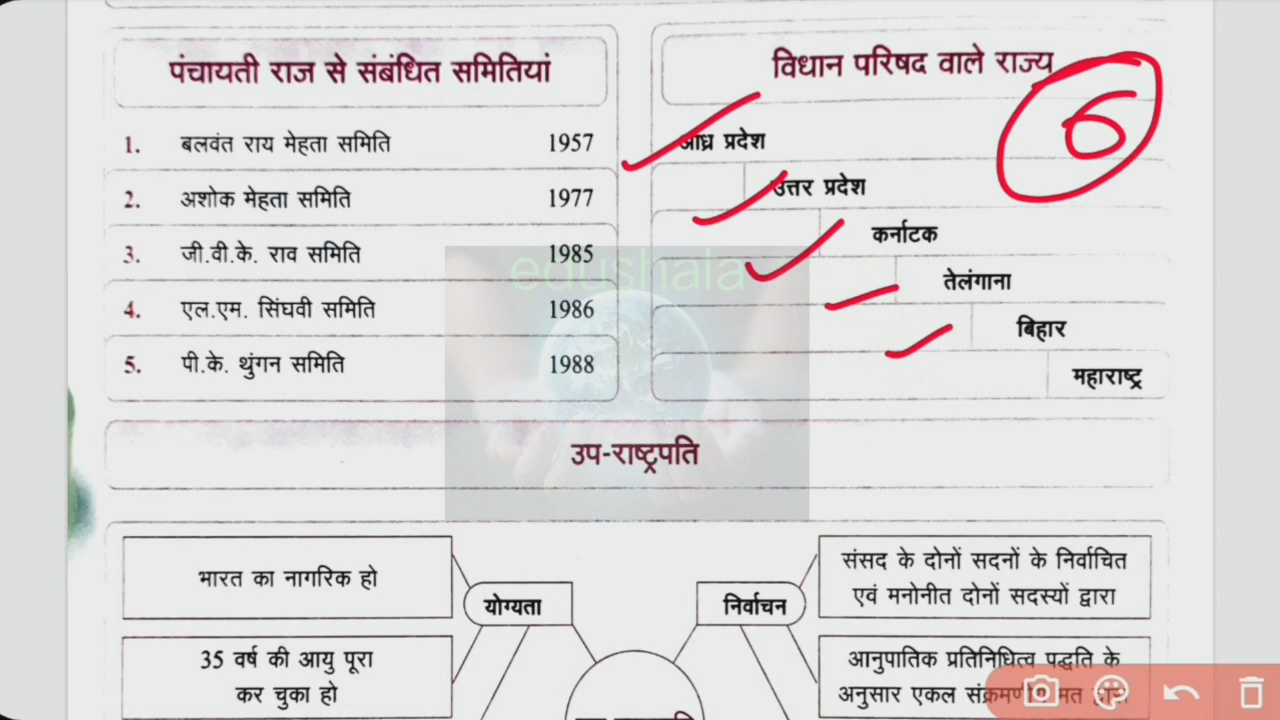 पंचायती राज से संबंधित समितियां
1. बलवंत राय मेहता समिति 1957
2. अशोक मेहता समिति 1977
3. जी.वी.के. राव समिति 1985
4. एल.एम. सिंघवी समिति 1986
5. पी.के. थुंगन समिति 1988
विधान परिषद वाले राज्य
6
आंध्र प्रदेश
उत्तर प्रदेश
कर्नाटक
तेलंगाना
बिहार
महाराष्ट्र
edushala
उप-राष्ट्रपति
भारत का नागरिक हो
योग्यता
35 वर्ष की आयु पूरा
कर चुका हो
निर्वाचन
संसद के दोनों सदनों के निर्वाचित
एवं मनोनीत दोनों सदस्यों द्वारा
आनुपातिक प्रतिनिधित्व पद्धति के
अनुसार एकल संक्रमणीय मत द्वारा